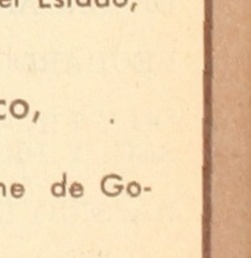 el Estado,
co,
ne de Go-